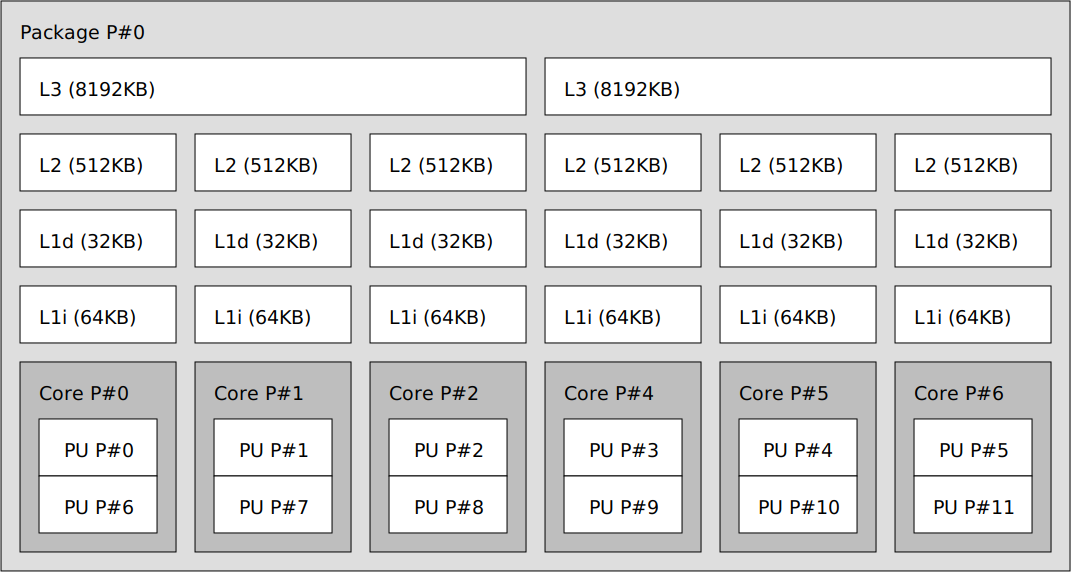 Package P#0
L3 (8192KB) L3 (8192KB)
L2 (512KB) L2 (512KB) L2 (512KB) L2 (512KB) L2 (512KB) L2 (512KB)
L1d (32KB) L1d (32KB) L1d (32KB) L1d (32KB) L1d (32KB) L1d (32KB)
L1i (64KB) L1i (64KB) L1i (64KB) L1i (64KB) L1i (64KB) L1i (64KB)
Core P#0 Core P#1 Core P#2 Core P#4 Core P#5 Core P#6
PU P#0 PU P#1 PU P#2 PU P#3 PU P#4 PU P#5
PU P#6 PU P#7 PU P#8 PU P#9 PU P#10 PU P#11